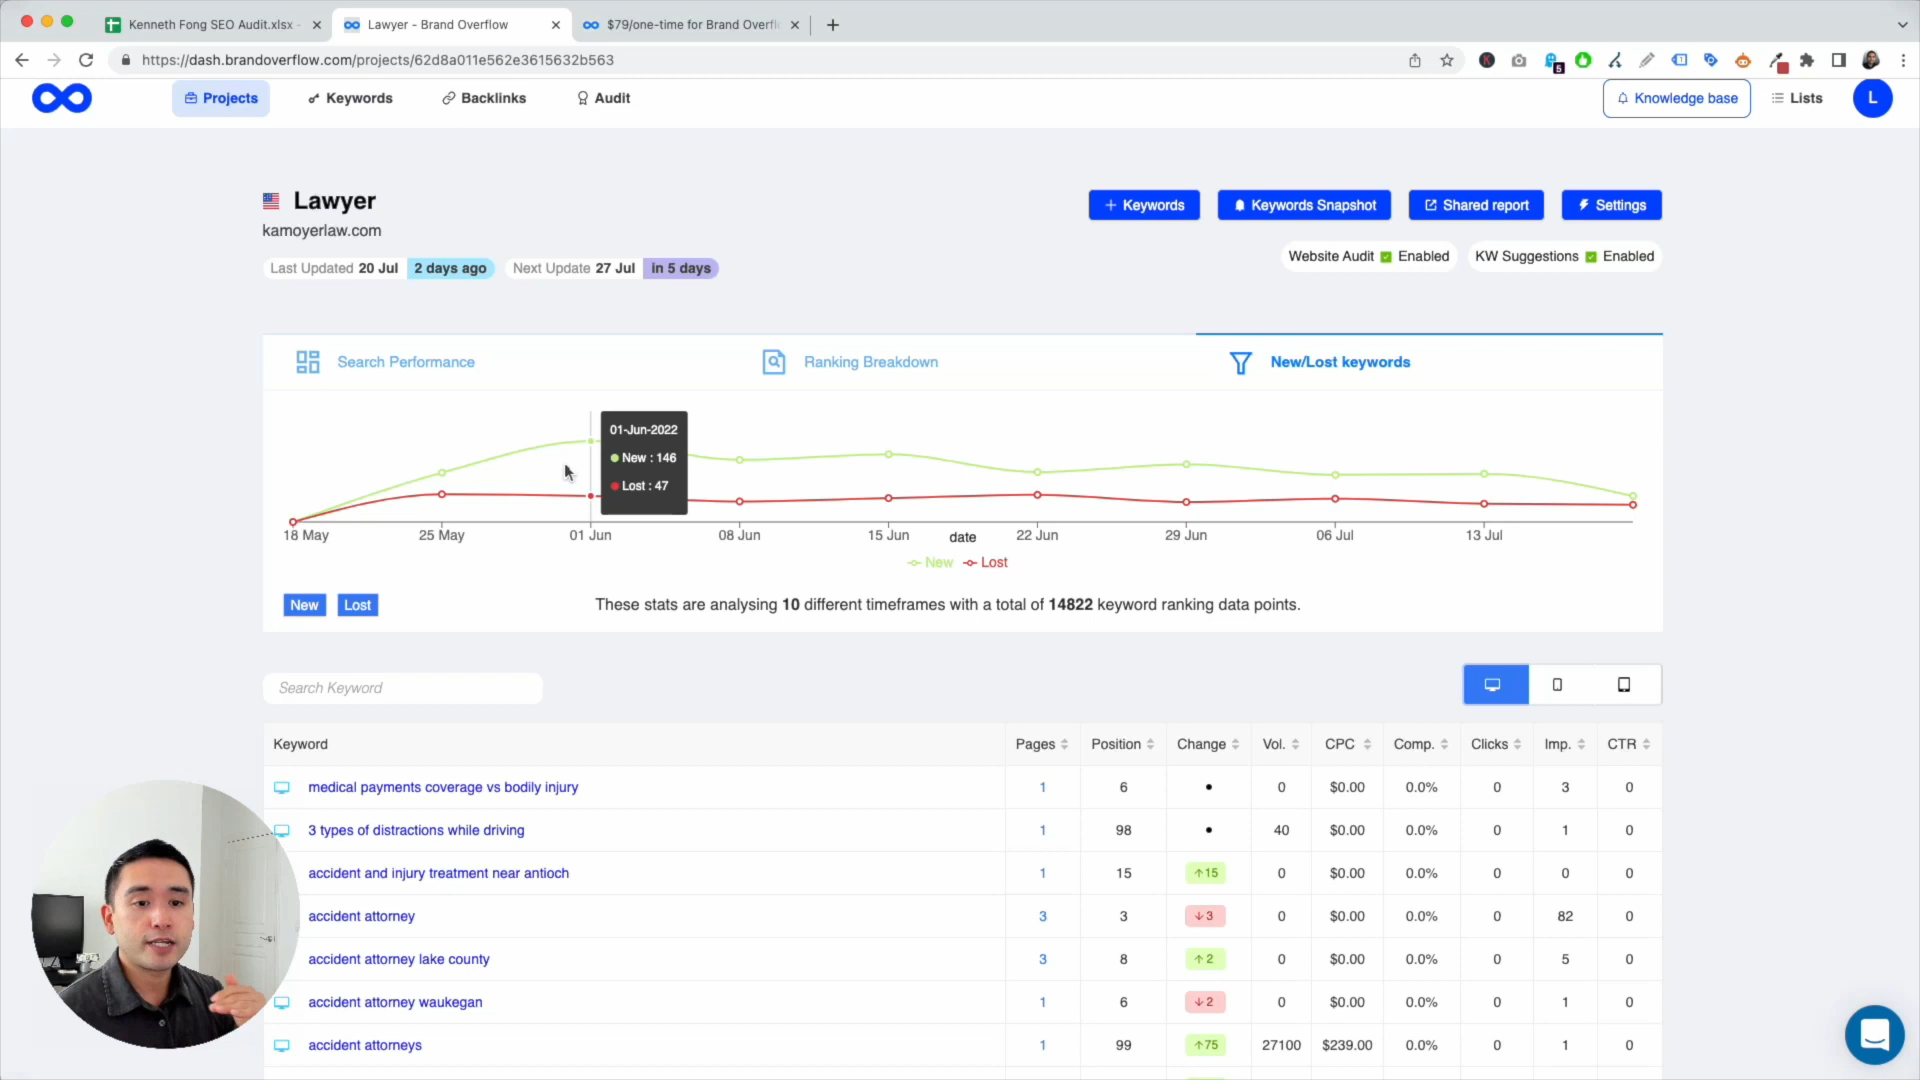 Kenneth Fong SEO Audit.xlsx -
Lawyer - Brand Overflow
$79/one-time for Brand Overfl
https://dash.brandoverflow.com/projects/62d8a011e562e3615632b563
5
Projects
Keywords
Backlinks
Audit
Knowledge base
Lists
L
Lawyer
kamoyerlaw.com
+ Keywords
Keywords Snapshot
Shared report
Settings
Last Updated 20 Jul 2 days ago
Next Update 27 Jul in 5 days
Website Audit Enabled
KW Suggestions Enabled
Search Performance
Ranking Breakdown
New/Lost keywords
01-Jun-2022
New : 146
Lost : 47
18 May 25 May 01 Jun 08 Jun 15 Jun 22 Jun 29 Jun 06 Jul 13 Jul
date
New Lost
New Lost
These stats are analysing 10 different timeframes with a total of 14822 keyword ranking data points.
Search Keyword
Keyword Pages Position Change Vol. CPC Comp. Clicks Imp. CTR
medical payments coverage vs bodily injury 1 6 • 0 $0.00 0.0% 0 3 0
3 types of distractions while driving 1 98 • 40 $0.00 0.0% 0 1 0
accident and injury treatment near antioch 1 15 ↑15 0 $0.00 0.0% 0 0 0
accident attorney 3 3 ↓3 0 $0.00 0.0% 0 82 0
accident attorney lake county 3 8 ↑2 0 $0.00 0.0% 0 5 0
accident attorney waukegan 1 6 ↓2 0 $0.00 0.0% 0 1 0
accident attorneys 1 99 ↑75 27100 $239.00 0.0% 0 1 0